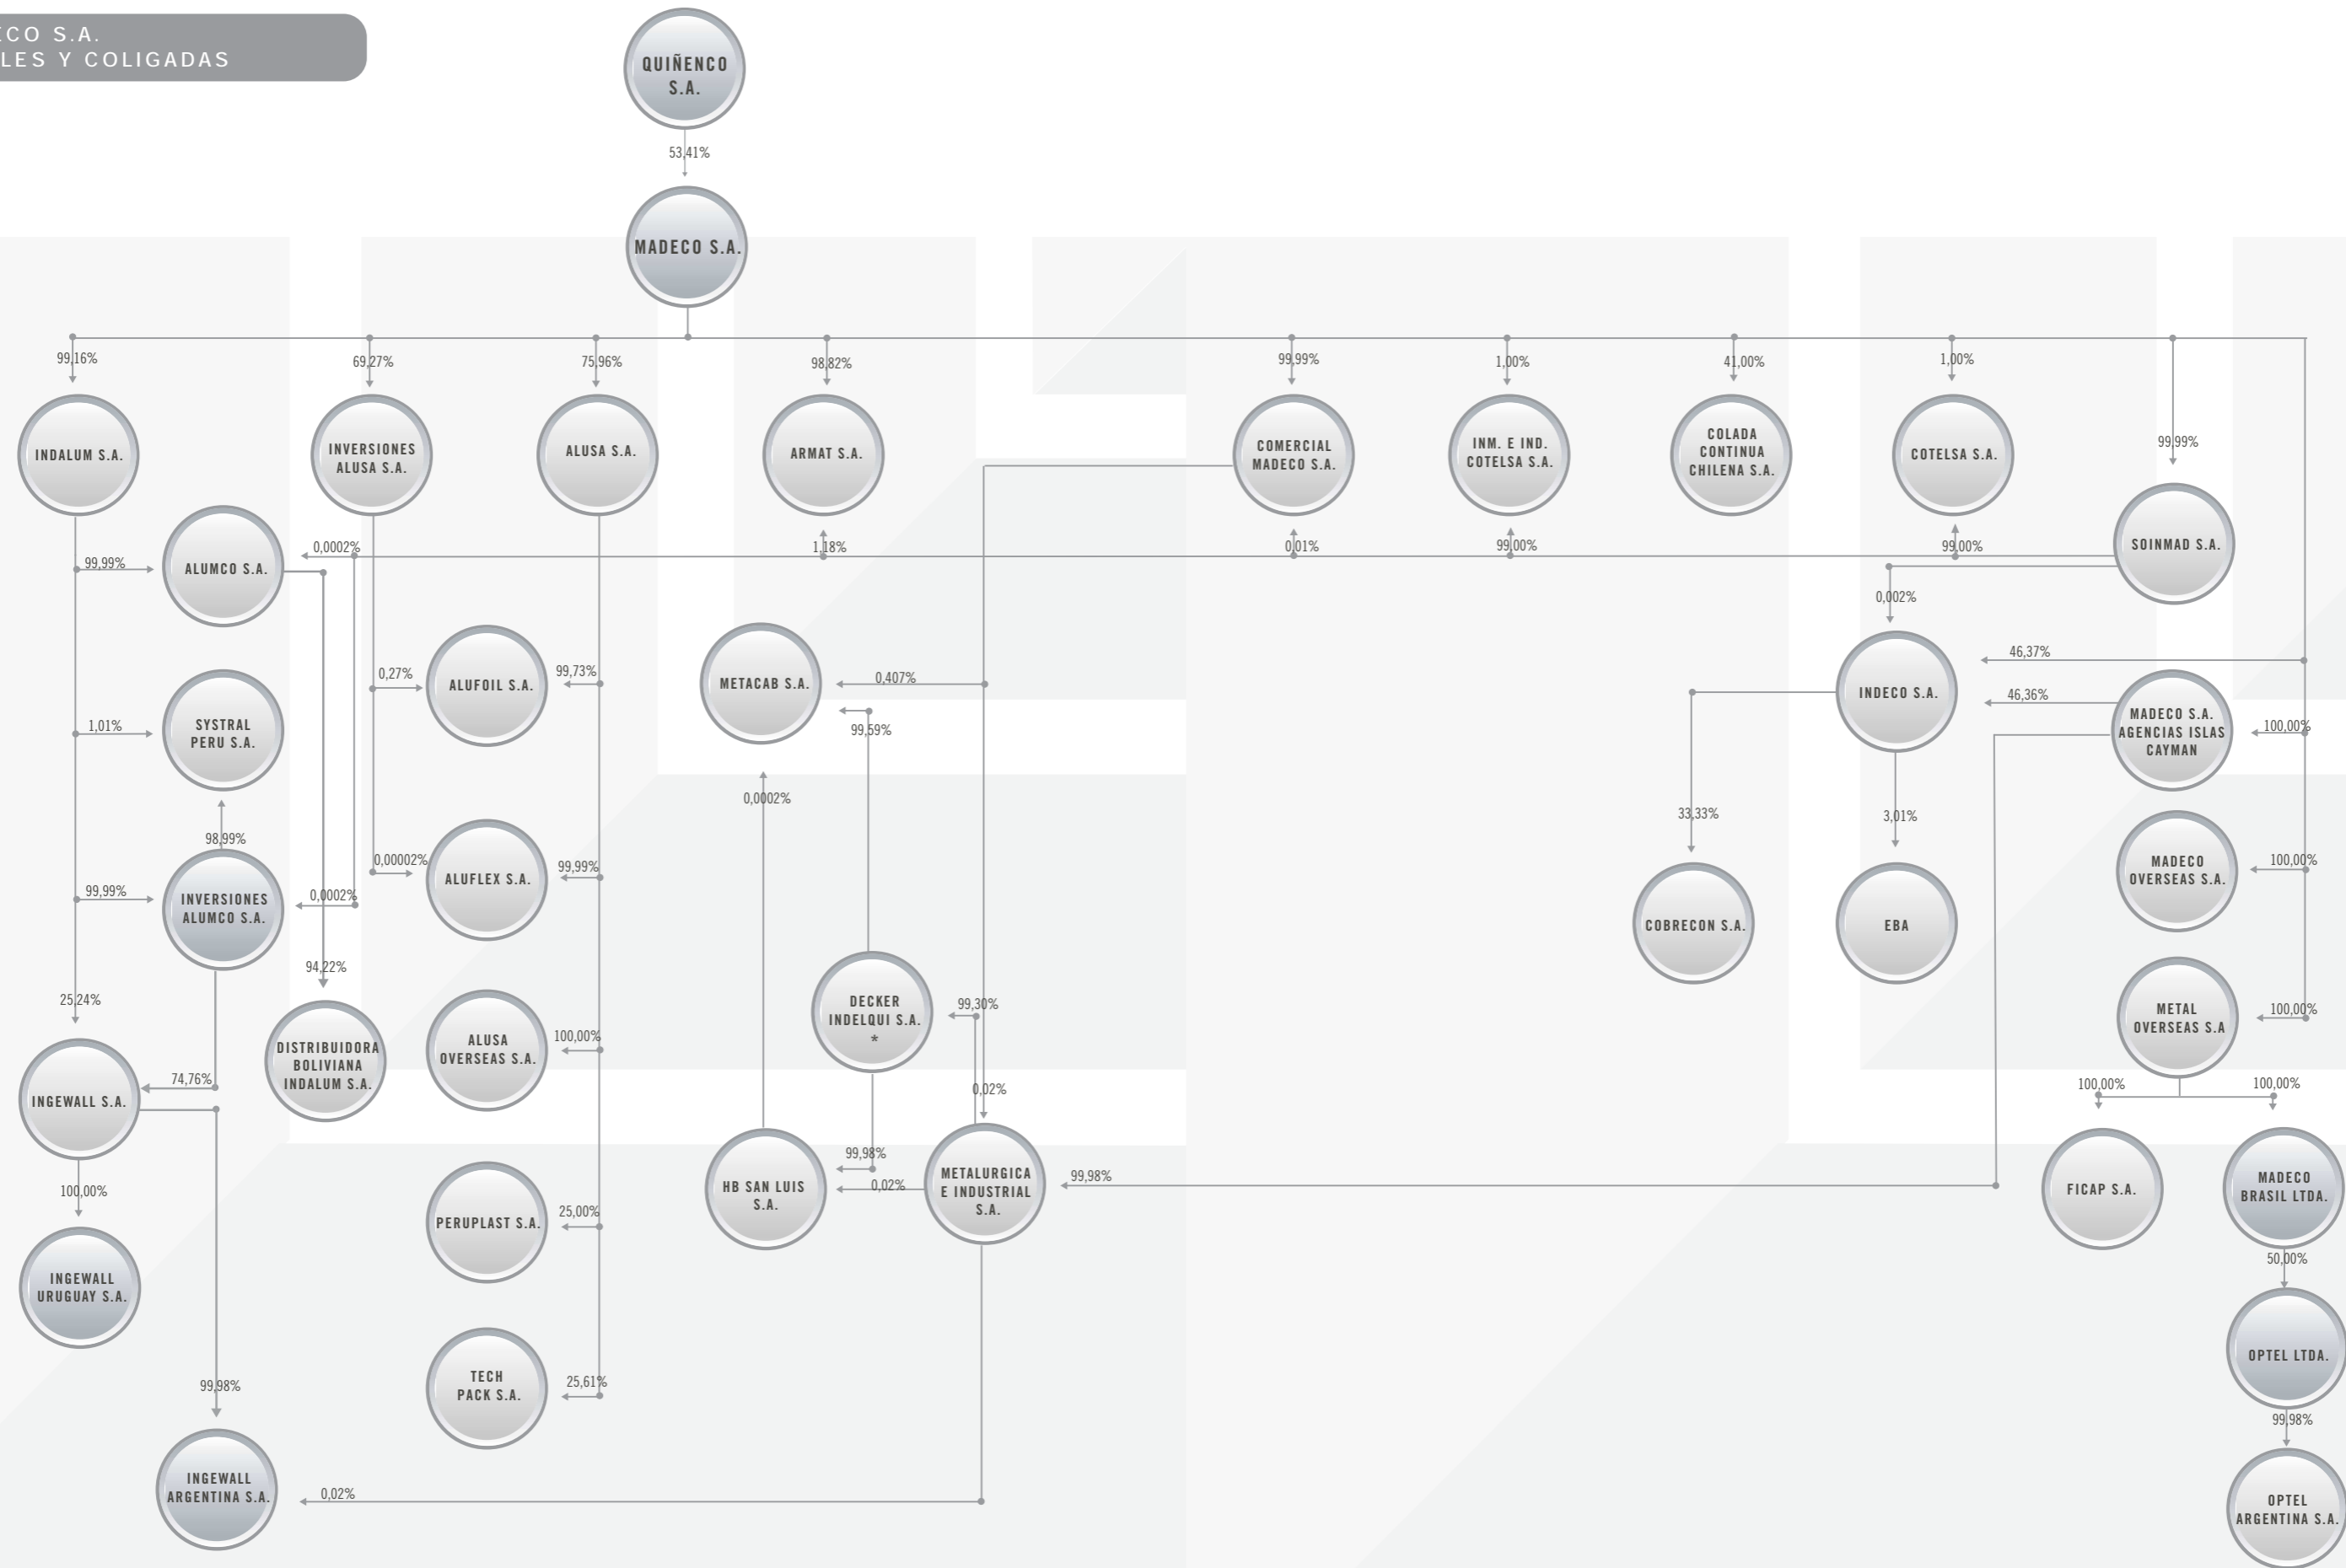 ECO S.A.
LES Y COLIGADAS
QUIÑENCO
S.A.
53,41%
MADECO S.A.
99,16%
69,27%
75,96%
98,82%
99,99%
1,00%
41,00%
1,00%
99,99%
INDALUM S.A.
INVERSIONES
ALUSA S.A.
ALUSA S.A.
ARMAT S.A.
COMERCIAL
MADECO S.A.
INM. E IND.
COTELSA S.A.
COLADA
CONTINUA
CHILENA S.A.
COTELSA S.A.
SOINMAD S.A.
99,99%
ALUMCO S.A.
0,0002%
1,18%
0,01%
99,00%
99,00%
0,002%
1,01%
SYSTRAL
PERU S.A.
0,27%
ALUFOIL S.A.
99,73%
METACAB S.A.
0,407%
99,59%
0,0002%
INDECO S.A.
46,37%
46,36%
MADECO S.A.
AGENCIAS ISLAS
CAYMAN
100,00%
98,99%
99,99%
INVERSIONES
ALUMCO S.A.
0,0002%
0,00002%
ALUFLEX S.A.
99,99%
33,33%
3,01%
COBRECON S.A.
EBA
MADECO
OVERSEAS S.A.
100,00%
94,22%
25,24%
DISTRIBUIDORA
BOLIVIANA
INDALUM S.A.
ALUSA
OVERSEAS S.A.
100,00%
DECKER
INDELQUI S.A.
*
99,30%
0,02%
METAL
OVERSEAS S.A
100,00%
74,76%
INGEWALL S.A.
100,00%
100,00%
100,00%
INGEWALL
URUGUAY S.A.
PERUPLAST S.A.
25,00%
HB SAN LUIS
S.A.
99,98%
0,02%
METALURGICA
E INDUSTRIAL
S.A.
99,98%
FICAP S.A.
MADECO
BRASIL LTDA.
50,00%
OPTEL LTDA.
99,98%
TECH
PACK S.A.
25,61%
99,98%
INGEWALL
ARGENTINA S.A.
0,02%
OPTEL
ARGENTINA S.A.